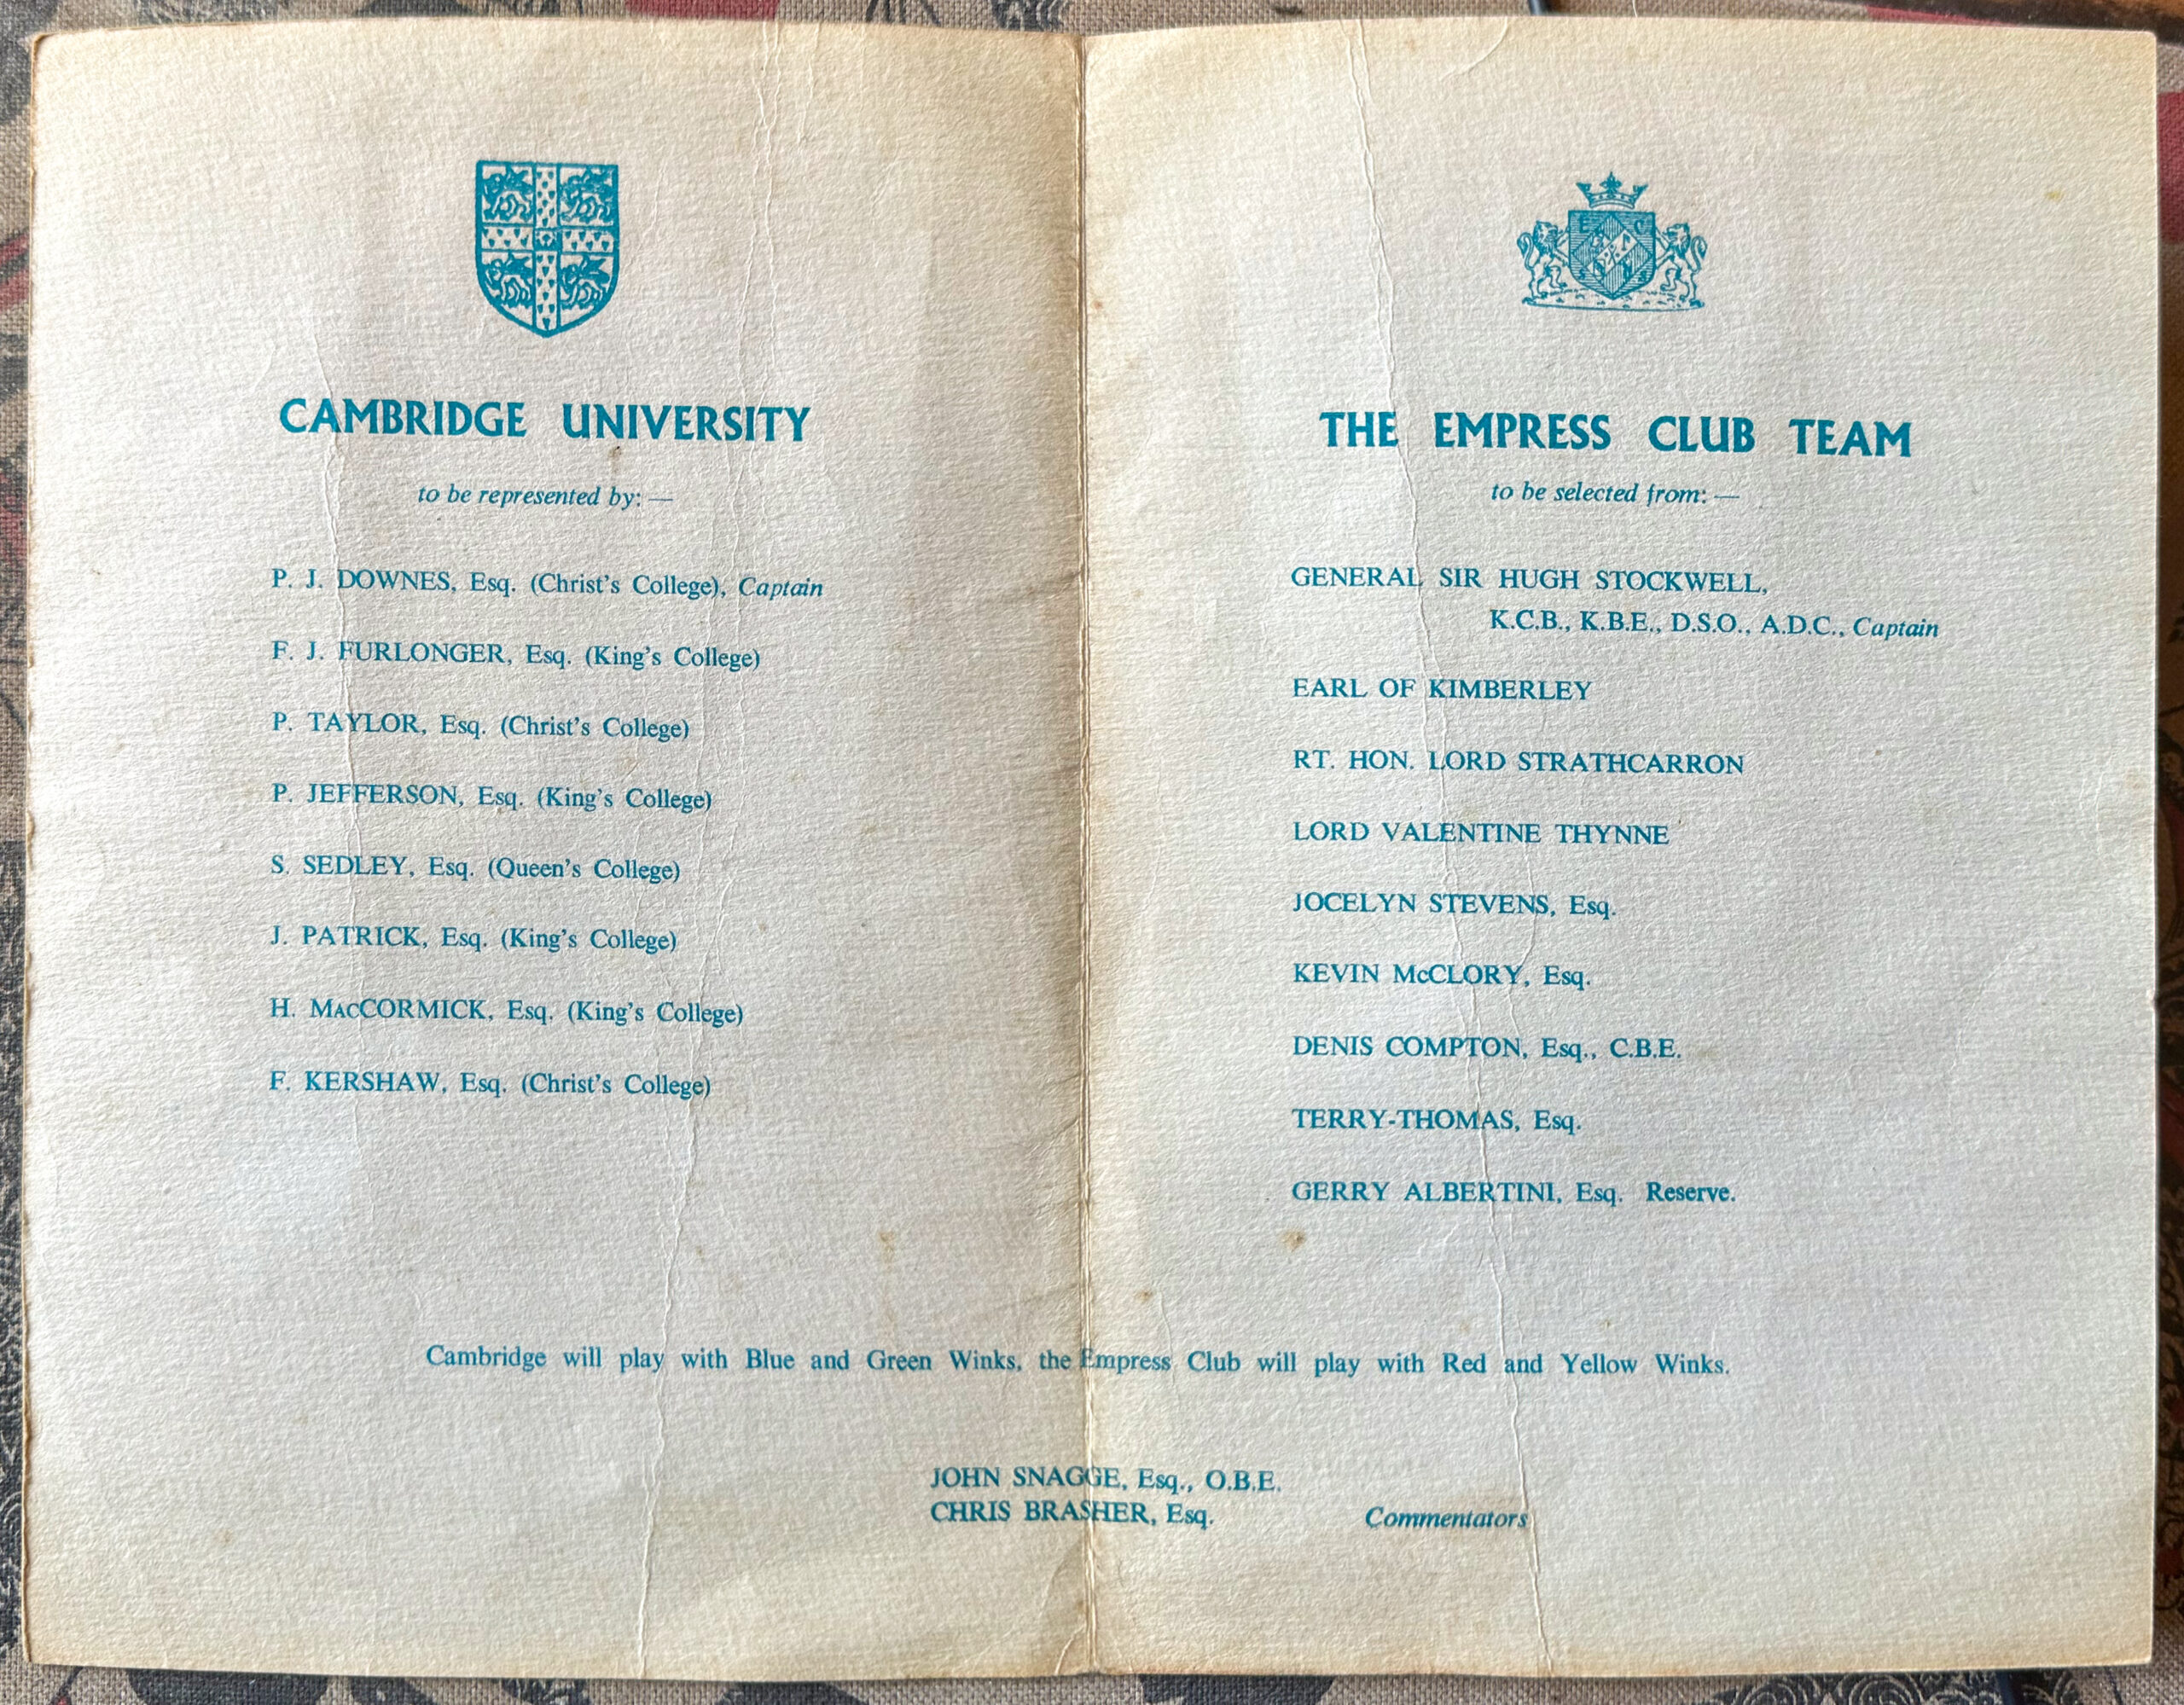 CAMBRIDGE UNIVERSITY
to be represented by: —
P. J. DOWNES, Esq. (Christ's College), Captain
F. J. FURLONGER, Esq. (King's College)
P. TAYLOR, Esq. (Christ's College)
P. JEFFERSON, Esq. (King's College)
S. SEDLEY, Esq. (Queen's College)
J. PATRICK, Esq. (King's College)
H. MACCORMICK, Esq. (King's College)
F. KERSHAW, Esq. (Christ's College)
E C
THE EMPRESS CLUB TEAM
to be selected from: —
GENERAL SIR HUGH STOCKWELL,
K.C.B., K.B.E., D.S.O., A.D.C., Captain
EARL OF KIMBERLEY
RT. HON. LORD STRATHCARRON
LORD VALENTINE THYNNE
JOCELYN STEVENS, Esq.
KEVIN McCLORY, Esq.
DENIS COMPTON, Esq., C.B.E.
TERRY-THOMAS, Esq.
GERRY ALBERTINI, Esq. Reserve.
Cambridge will play with Blue and Green Winks, the Empress Club will play with Red and Yellow Winks.
JOHN SNAGGE, Esq., O.B.E.
CHRIS BRASHER, Esq. Commentators